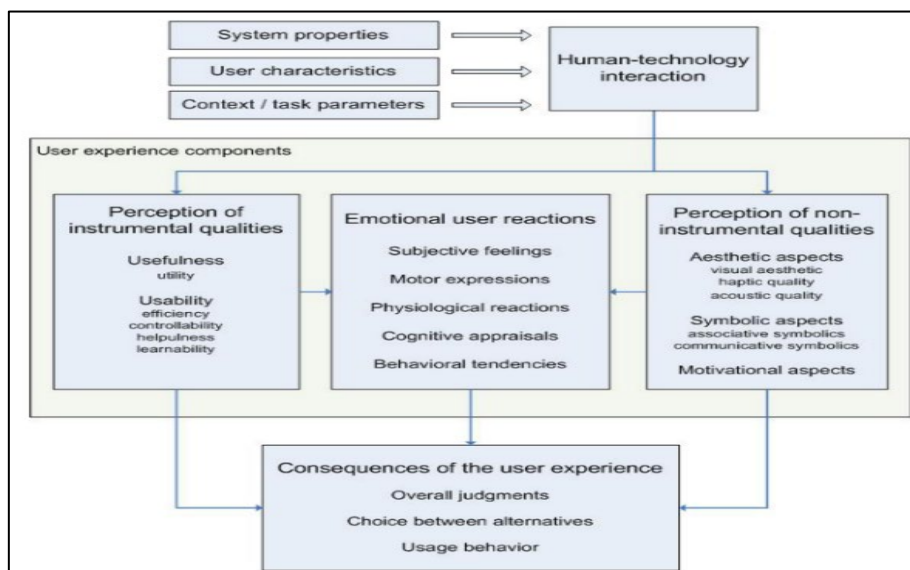 System properties
User characteristics
Context / task parameters
Human-technology
interaction
User experience components
Perception of
instrumental qualities
Usefulness
utility
Usability
efficiency
controllability
helpulness
learnability
Emotional user reactions
Subjective feelings
Motor expressions
Physiological reactions
Cognitive appraisals
Behavioral tendencies
Perception of non-
instrumental qualities
Aesthetic aspects
visual aesthetic
haptic quality
acoustic quality
Symbolic aspects
associative symbolics
communicative symbolics
Motivational aspects
Consequences of the user experience
Overall judgments
Choice between alternatives
Usage behavior